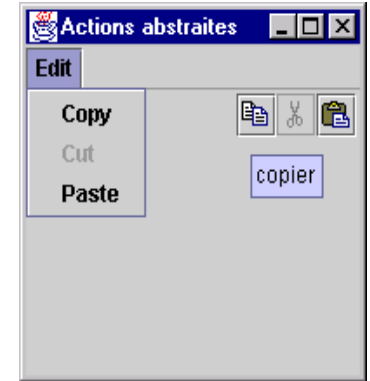 Actions abstraites
Edit
Copy
Cut
Paste
copier